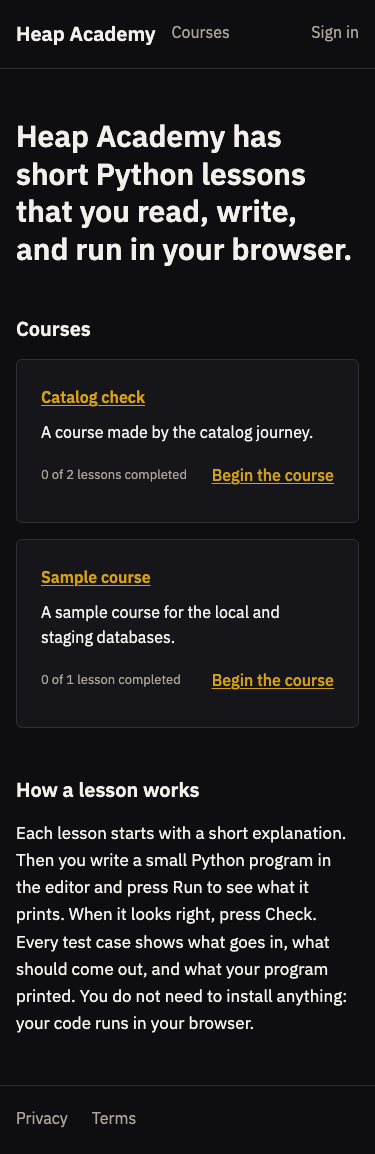 Heap Academy Courses Sign in
Heap Academy has
short Python lessons
that you read, write,
and run in your browser.
Courses
Catalog check
A course made by the catalog journey.
0 of 2 lessons completed Begin the course
Sample course
A sample course for the local and
staging databases.
0 of 1 lesson completed Begin the course
How a lesson works
Each lesson starts with a short explanation.
Then you write a small Python program in
the editor and press Run to see what it
prints. When it looks right, press Check.
Every test case shows what goes in, what
should come out, and what your program
printed. You do not need to install anything:
your code runs in your browser.
Privacy Terms